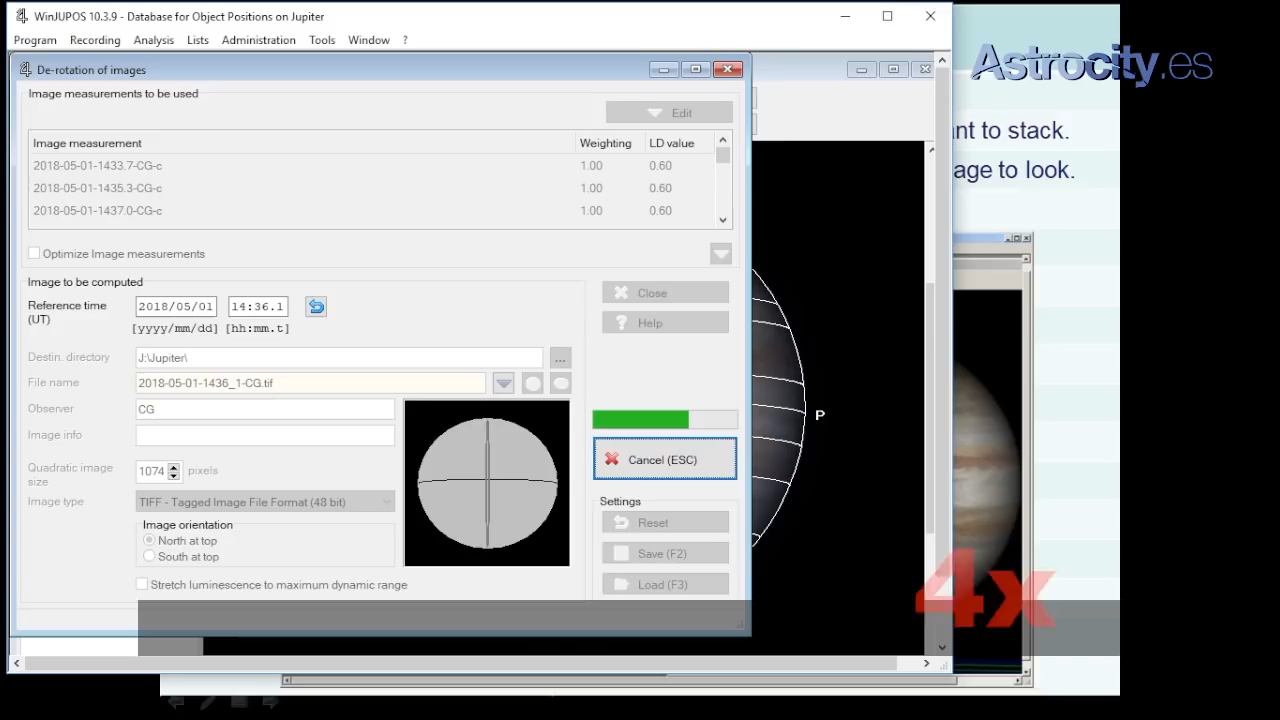 WinJUPOS 10.3.9 - Database for Object Positions on Jupiter
Program Recording Analysis Lists Administration Tools Window ?
De-rotation of images
Astrocity.es
Image measurements to be used
Edit
Image measurement Weighting LD value
2018-05-01-1433.7-CG-c 1.00 0.60
2018-05-01-1435.3-CG-c 1.00 0.60
2018-05-01-1437.0-CG-c 1.00 0.60
nt to stack.
age to look.
Optimize Image measurements
Image to be computed
Reference time
(UT)
2018/05/01 14:36.1
[yyyy/mm/dd] [hh:mm.t]
Close
Help
Destin. directory J:\Jupiter\ ...
File name 2018-05-01-1436_1-CG.tif
Observer CG
Image info
P
Cancel (ESC)
Quadratic image
size
1074 pixels
Image type TIFF - Tagged Image File Format (48 bit)
Image orientation
North at top
South at top
Stretch luminescence to maximum dynamic range
Settings
Reset
Save (F2)
Load (F3)
4x